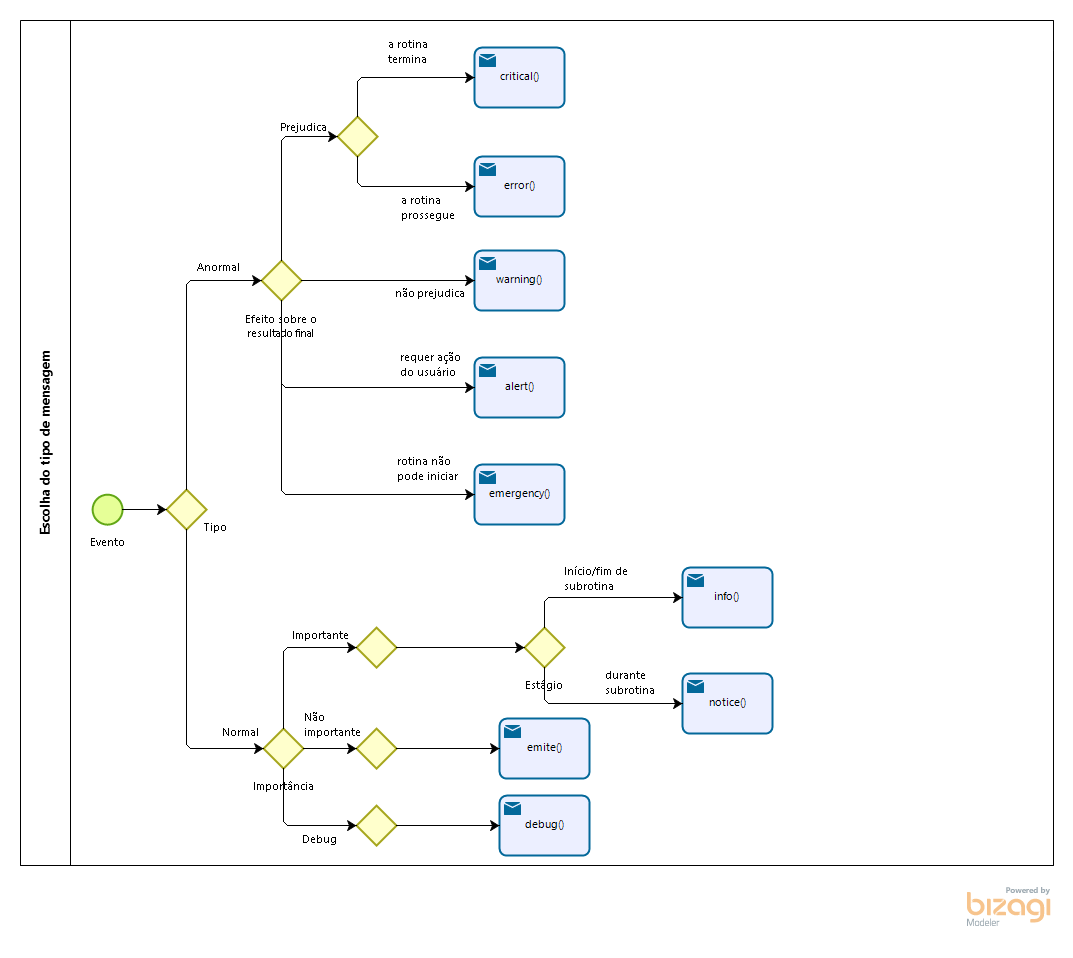 Escolha do tipo de mensagem
a rotina
termina
critical()
Prejudica
error()
a rotina
prossegue
Anormal
warning()
não prejudica
Efeito sobre o
resultado final
requer ação
do usuário
alert()
rotina não
pode iniciar
emergency()
Evento
Tipo
Início/fim de
subrotina
info()
Importante
Estágio
durante
subrotina
notice()
Normal
Não
importante
emite()
Importância
Debug
debug()
Powered by
bizagi
Modeler